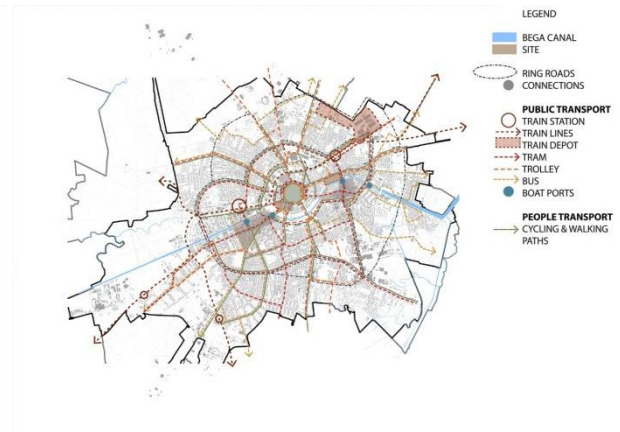 LEGEND
BEGA CANAL
SITE
RING ROADS
CONNECTIONS
PUBLIC TRANSPORT
TRAIN STATION
TRAIN LINES
TRAIN DEPOT
TRAM
TROLLEY
BUS
BOAT PORTS
PEOPLE TRANSPORT
CYCLING & WALKING
PATHS